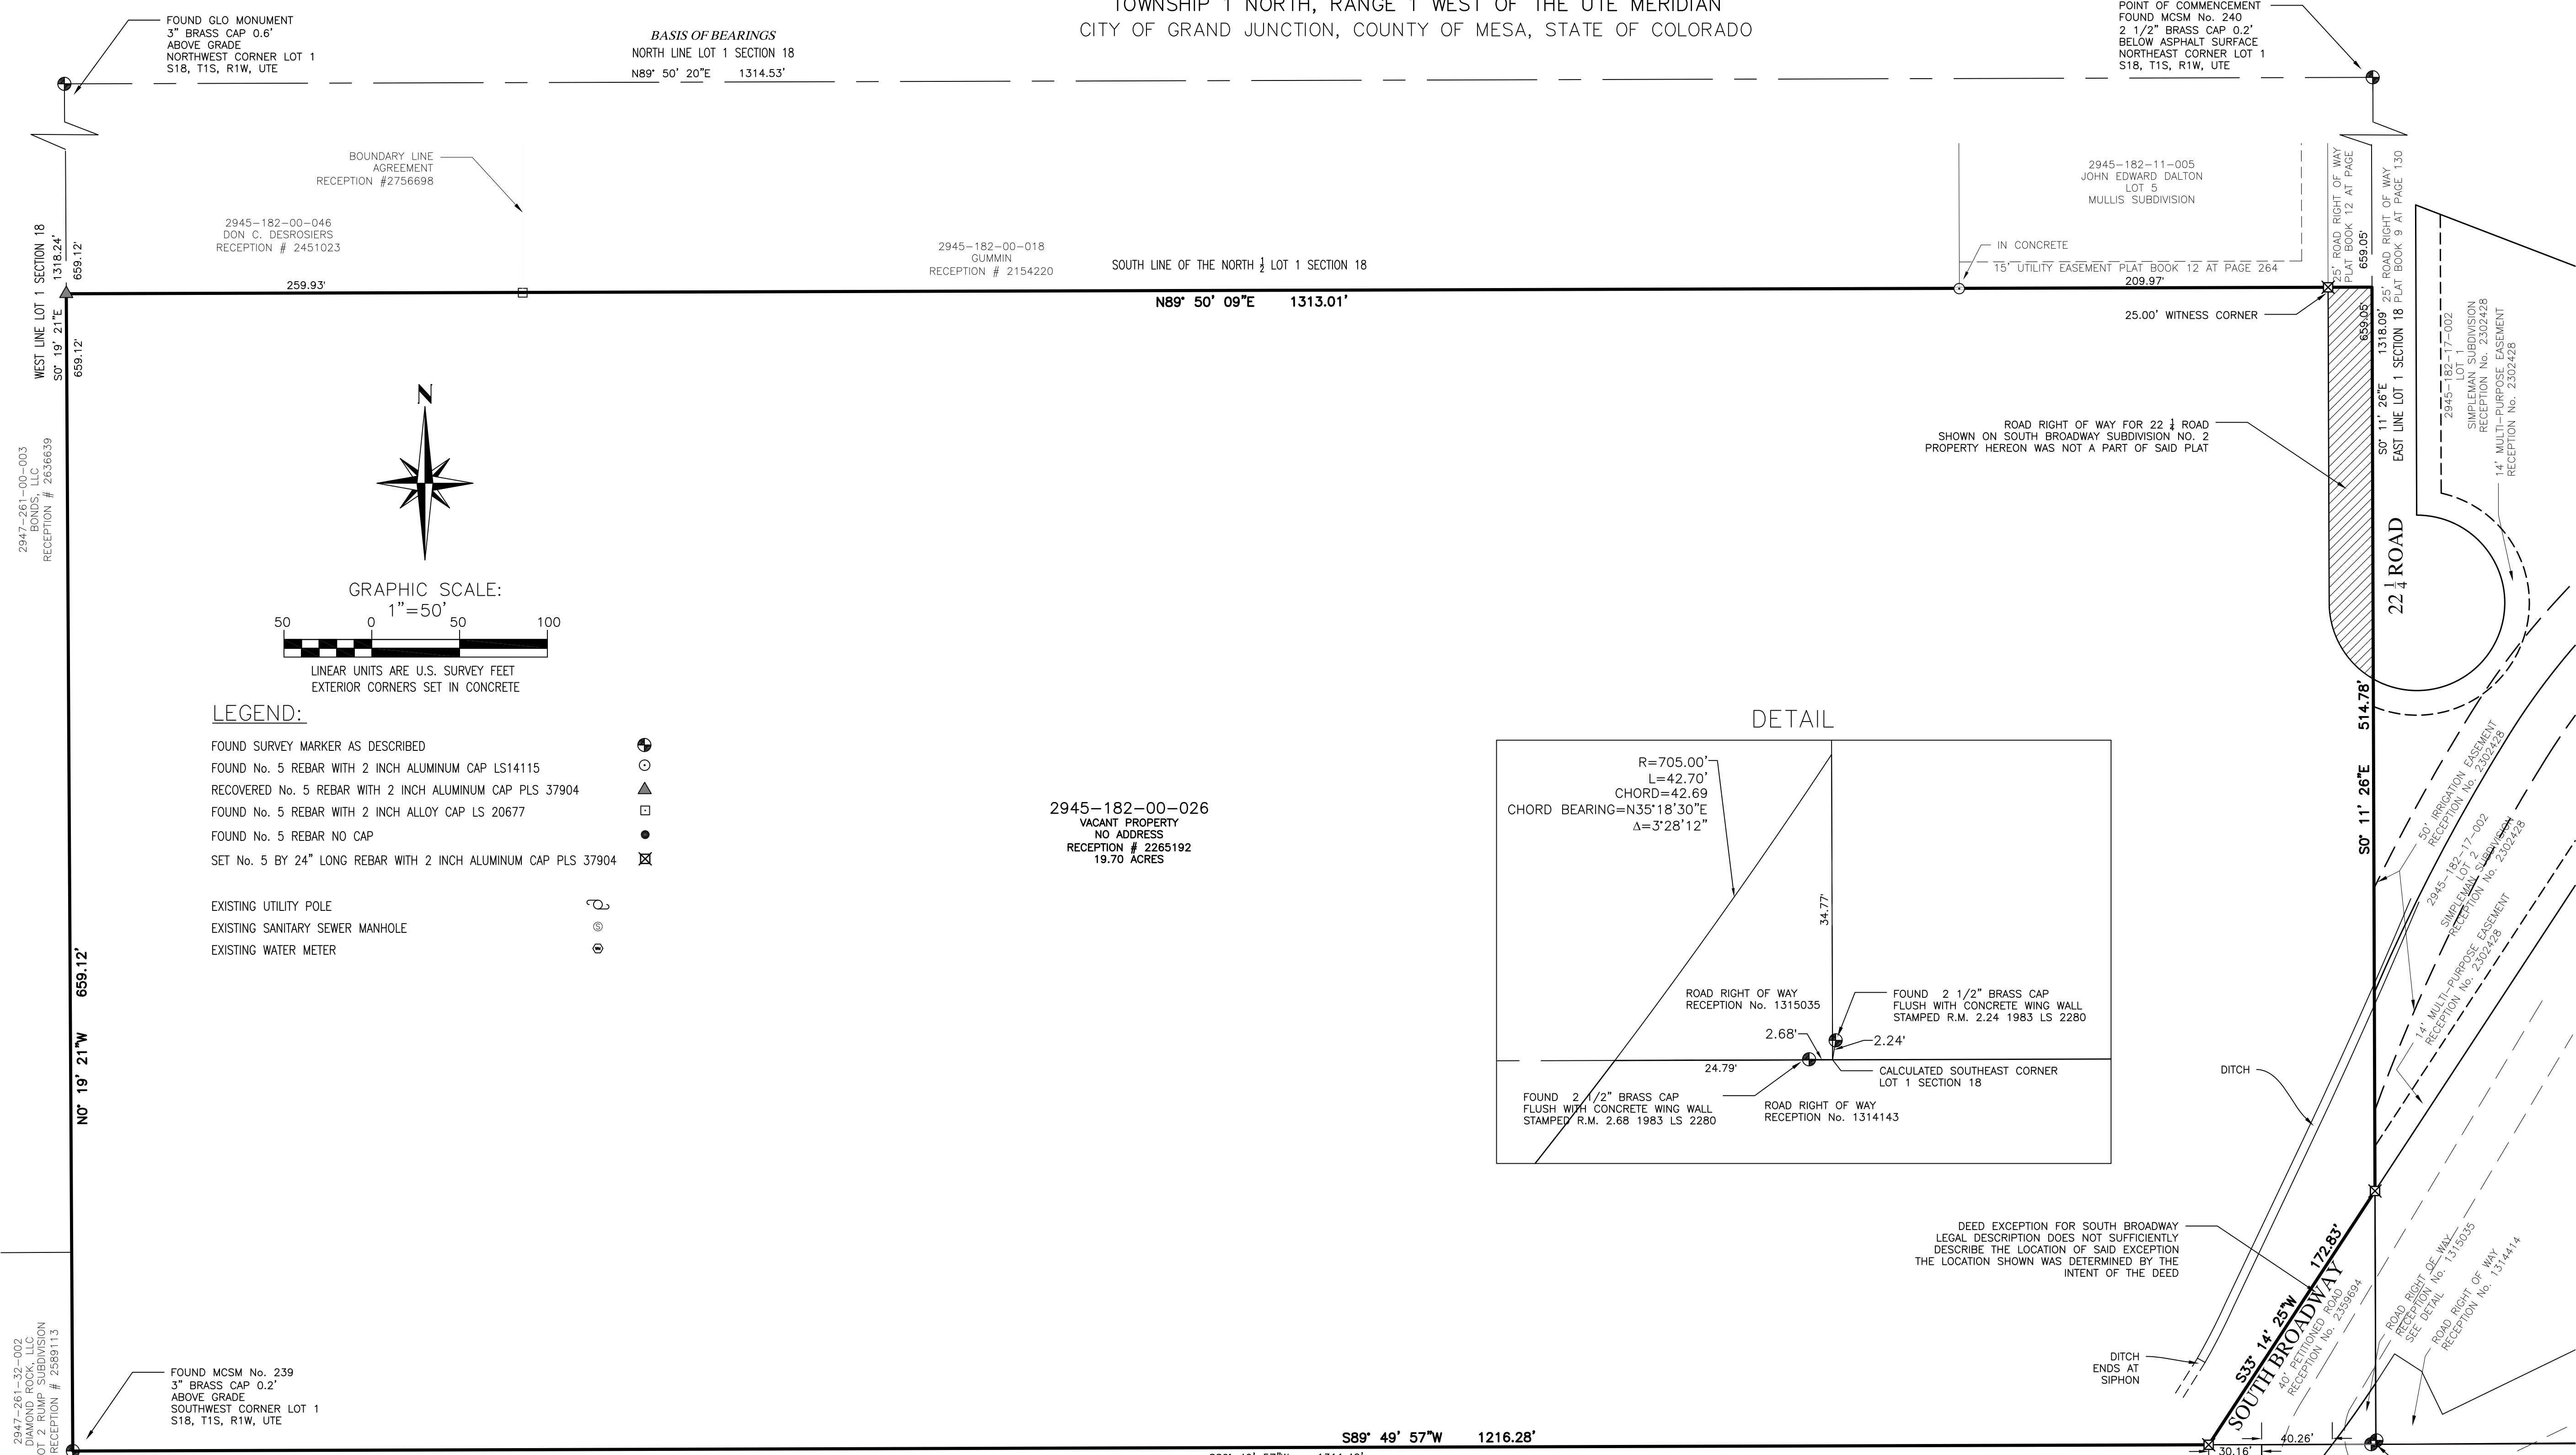 TOWNSHIP 1 NORTH, RANGE 1 WEST OF THE UTE MERIDIAN
CITY OF GRAND JUNCTION, COUNTY OF MESA, STATE OF COLORADO
FOUND GLO MONUMENT
3" BRASS CAP 0.6'
ABOVE GRADE
NORTHWEST CORNER LOT 1
S18, T1S, R1W, UTE
BASIS OF BEARINGS
NORTH LINE LOT 1 SECTION 18
N89° 50' 20"E 1314.53'
POINT OF COMMENCEMENT
FOUND MCSM No. 240
2 1/2" BRASS CAP 0.2'
BELOW ASPHALT SURFACE
NORTHEAST CORNER LOT 1
S18, T1S, R1W, UTE
BOUNDARY LINE
AGREEMENT
RECEPTION #2756698
2945-182-00-046
DON C. DESROSIERS
RECEPTION # 2451023
2945-182-00-018
GUMMIN
RECEPTION # 2154220
SOUTH LINE OF THE NORTH 1/2 LOT 1 SECTION 18
2945-182-11-005
JOHN EDWARD DALTON
LOT 5
MULLIS SUBDIVISION
IN CONCRETE
15' UTILITY EASEMENT PLAT BOOK 12 AT PAGE 264
209.97'
259.93'
N89° 50' 09"E 1313.01'
25.00' WITNESS CORNER
25' ROAD RIGHT OF WAY
PLAT BOOK 12 AT PAGE
659.05'
659.05'
25' ROAD RIGHT OF WAY
PLAT BOOK 9 AT PAGE 130
S0° 11' 26"E 1318.09'
EAST LINE LOT 1 SECTION 18
2945-182-17-002
LOT 1
SIMPLEMAN SUBDIVISION
RECEPTION No. 2302428
14' MULTI-PURPOSE EASEMENT
RECEPTION No. 2302428
WEST LINE LOT 1 SECTION 18
S0° 19' 21"E 1318.24'
659.12'
659.12'
2947-261-00-003
BONDS, LLC
RECEPTION # 2636639
N
GRAPHIC SCALE:
1"=50'
50 0 50 100
LINEAR UNITS ARE U.S. SURVEY FEET
EXTERIOR CORNERS SET IN CONCRETE
ROAD RIGHT OF WAY FOR 22 1/4 ROAD
SHOWN ON SOUTH BROADWAY SUBDIVISION NO. 2
PROPERTY HEREON WAS NOT A PART OF SAID PLAT
22 1/4 ROAD
S0° 11' 26"E 514.78'
LEGEND:
FOUND SURVEY MARKER AS DESCRIBED
FOUND No. 5 REBAR WITH 2 INCH ALUMINUM CAP LS14115
RECOVERED No. 5 REBAR WITH 2 INCH ALUMINUM CAP PLS 37904
FOUND No. 5 REBAR WITH 2 INCH ALLOY CAP LS 20677
FOUND No. 5 REBAR NO CAP
SET No. 5 BY 24" LONG REBAR WITH 2 INCH ALUMINUM CAP PLS 37904
EXISTING UTILITY POLE
EXISTING SANITARY SEWER MANHOLE
S
EXISTING WATER METER
2945-182-00-026
VACANT PROPERTY
NO ADDRESS
RECEPTION # 2265192
19.70 ACRES
DETAIL
R=705.00'
L=42.70'
CHORD=42.69
CHORD BEARING=N35°18'30"E
Δ=3°28'12"
34.77'
ROAD RIGHT OF WAY
RECEPTION No. 1315035
FOUND 2 1/2" BRASS CAP
FLUSH WITH CONCRETE WING WALL
STAMPED R.M. 2.24 1983 LS 2280
2.68'
2.24'
24.79'
CALCULATED SOUTHEAST CORNER
LOT 1 SECTION 18
FOUND 2 1/2" BRASS CAP
FLUSH WITH CONCRETE WING WALL
STAMPED R.M. 2.68 1983 LS 2280
ROAD RIGHT OF WAY
RECEPTION No. 1314143
50' IRRIGATION EASEMENT
RECEPTION No. 2302428
2945-182-17-002
LOT 2
SIMPLEMAN SUBDIVISION
RECEPTION No. 2302428
14' MULTI-PURPOSE EASEMENT
RECEPTION No. 2302428
DITCH
N0° 19' 21"W 659.12'
DEED EXCEPTION FOR SOUTH BROADWAY
LEGAL DESCRIPTION DOES NOT SUFFICIENTLY
DESCRIBE THE LOCATION OF SAID EXCEPTION
THE LOCATION SHOWN WAS DETERMINED BY THE
INTENT OF THE DEED
S33° 14' 25"W 172.83'
SOUTH BROADWAY
40' PETITIONED ROAD
RECEPTION No. 2359694
ROAD RIGHT OF WAY
RECEPTION No. 1315035
SEE DETAIL
ROAD RIGHT OF WAY
RECEPTION No. 1314414
DITCH
ENDS AT
SIPHON
2947-261-32-002
DIAMOND ROCK, LLC
LOT 2 RUMP SUBDIVISION
RECEPTION # 2589113
FOUND MCSM No. 239
3" BRASS CAP 0.2'
ABOVE GRADE
SOUTHWEST CORNER LOT 1
S18, T1S, R1W, UTE
S89° 49' 57"W 1216.28'
40.26'
30.16'